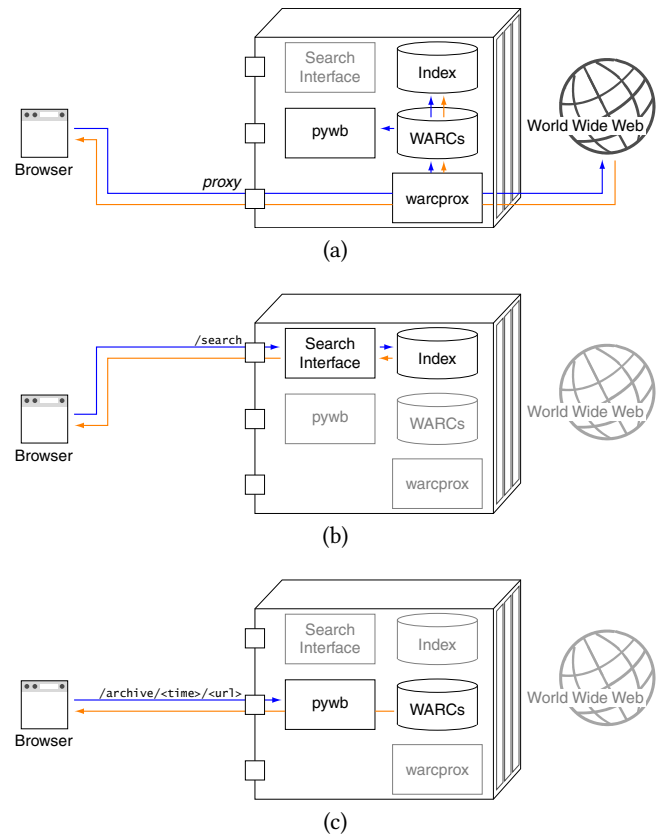 Search
Interface
Index
pywb
WARCs
World Wide Web
Browser
proxy
warcprox
(a)
/search
Search
Interface
Index
pywb
WARCs
World Wide Web
Browser
warcprox
(b)
Search
Interface
Index
/archive/<time>/<url>
pywb
WARCs
World Wide Web
Browser
warcprox
(c)